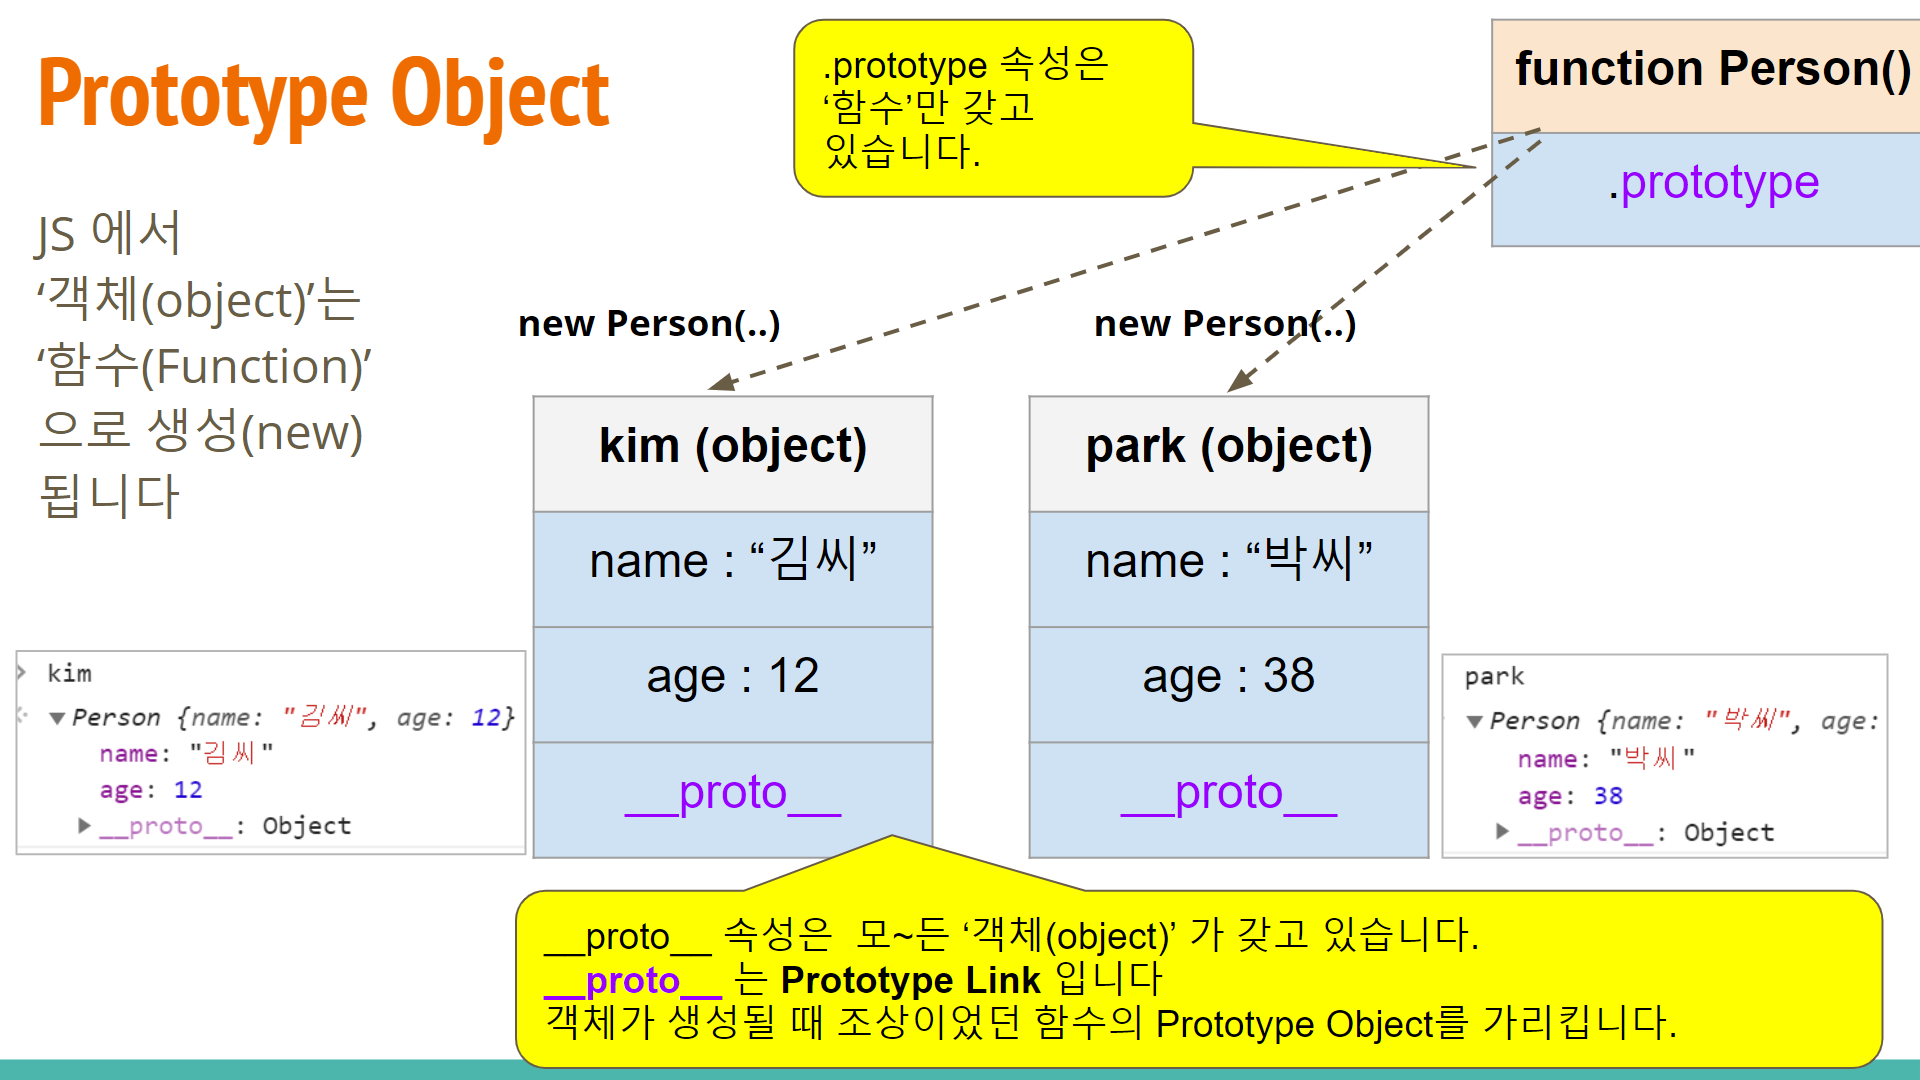 Prototype Object
JS 에서
‘객체(object)’는
‘함수(Function)’
으로 생성(new)
됩니다
.prototype 속성은
‘함수’만 갖고
있습니다.
function Person()
.prototype
new Person(..)
new Person(..)
kim (object)
name : “김씨”
age : 12
__proto__
park (object)
name : “박씨”
age : 38
__proto__
kim
Person {name: "김씨", age: 12}
name: "김씨"
age: 12
__proto__: Object
park
Person {name: "박씨", age:
name: "박씨"
age: 38
__proto__: Object
__proto__ 속성은 모~든 ‘객체(object)’ 가 갖고 있습니다.
__proto__ 는 Prototype Link 입니다
객체가 생성될 때 조상이었던 함수의 Prototype Object를 가리킵니다.